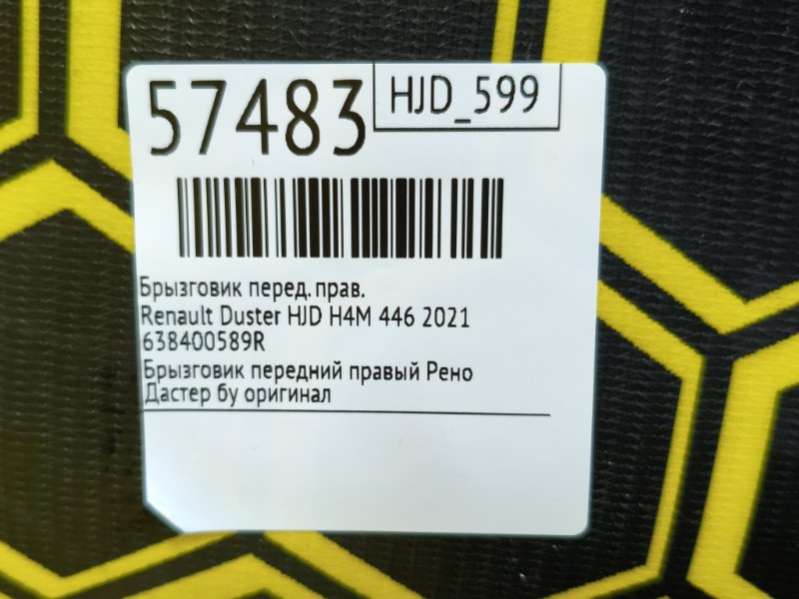 57483
HJD_599
Брызговик перед. прав.
Renault Duster HJD H4M 446 2021
638400589R
Брызговик передний правый Рено
Дастер бу оригинал